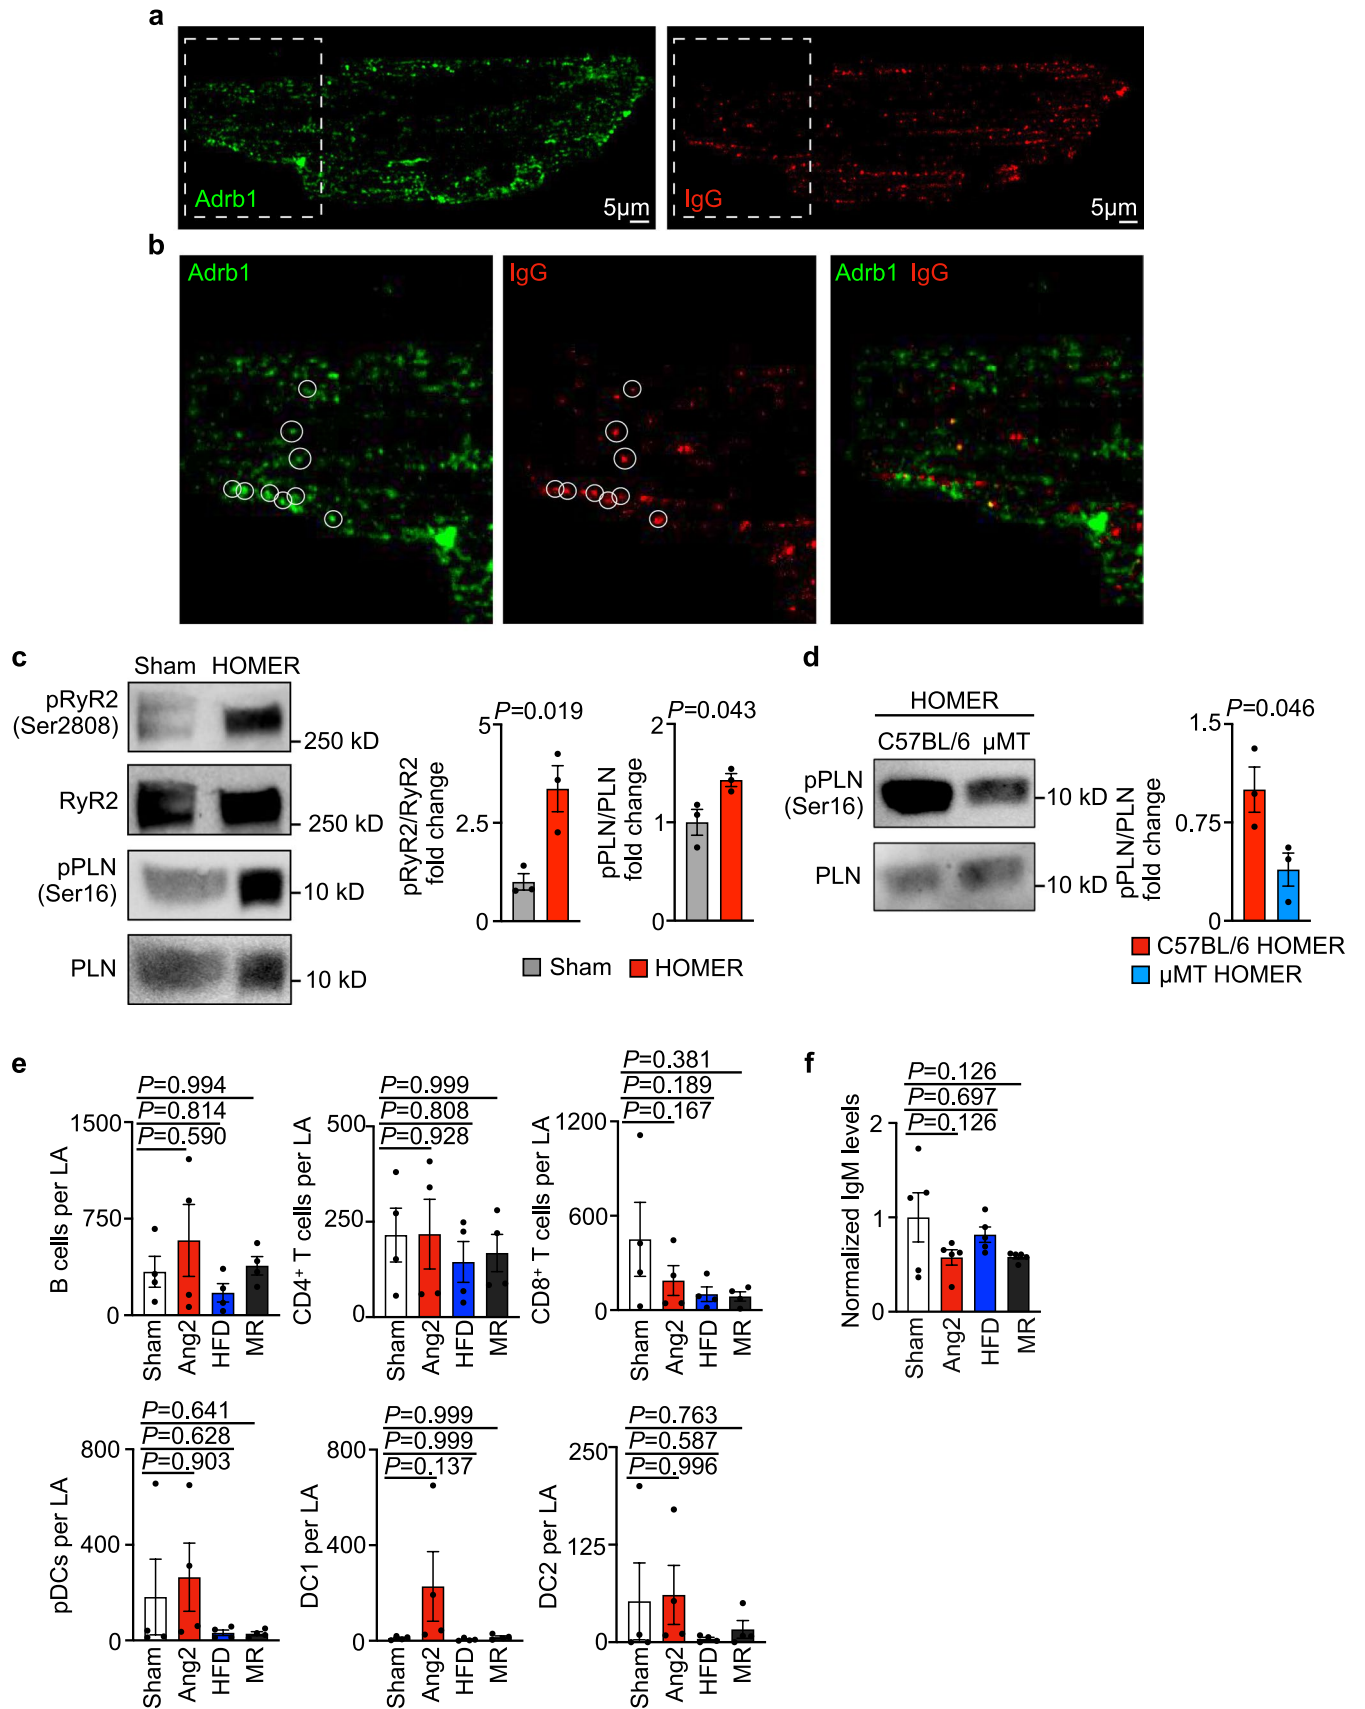 a
Adrb1
5µm
IgG
5µm
b
Adrb1
IgG
Adrb1 IgG
c
Sham HOMER
pRyR2
(Ser2808)
250 kD
RyR2
250 kD
pPLN
(Ser16)
10 kD
PLN
10 kD
P=0.019
5
2.5
0
pRyR2/RyR2
fold change
P=0.043
2
1
0
pPLN/PLN
fold change
Sham HOMER
d
HOMER
C57BL/6 µMT
pPLN
(Ser16)
10 kD
PLN
10 kD
P=0.046
1.5
0.75
0
pPLN/PLN
fold change
C57BL/6 HOMER
µMT HOMER
e
P=0.994
P=0.814
P=0.590
1500
750
0
B cells per LA
Sham
Ang2
HFD
MR
P=0.999
P=0.808
P=0.928
500
250
0
CD4+ T cells per LA
Sham
Ang2
HFD
MR
P=0.381
P=0.189
P=0.167
1200
600
0
CD8+ T cells per LA
Sham
Ang2
HFD
MR
f
P=0.126
P=0.697
P=0.126
2
1
0
Normalized IgM levels
Sham
Ang2
HFD
MR
P=0.641
P=0.628
P=0.903
800
400
0
pDCs per LA
Sham
Ang2
HFD
MR
P=0.999
P=0.999
P=0.137
800
400
0
DC1 per LA
Sham
Ang2
HFD
MR
P=0.763
P=0.587
P=0.996
250
125
0
DC2 per LA
Sham
Ang2
HFD
MR